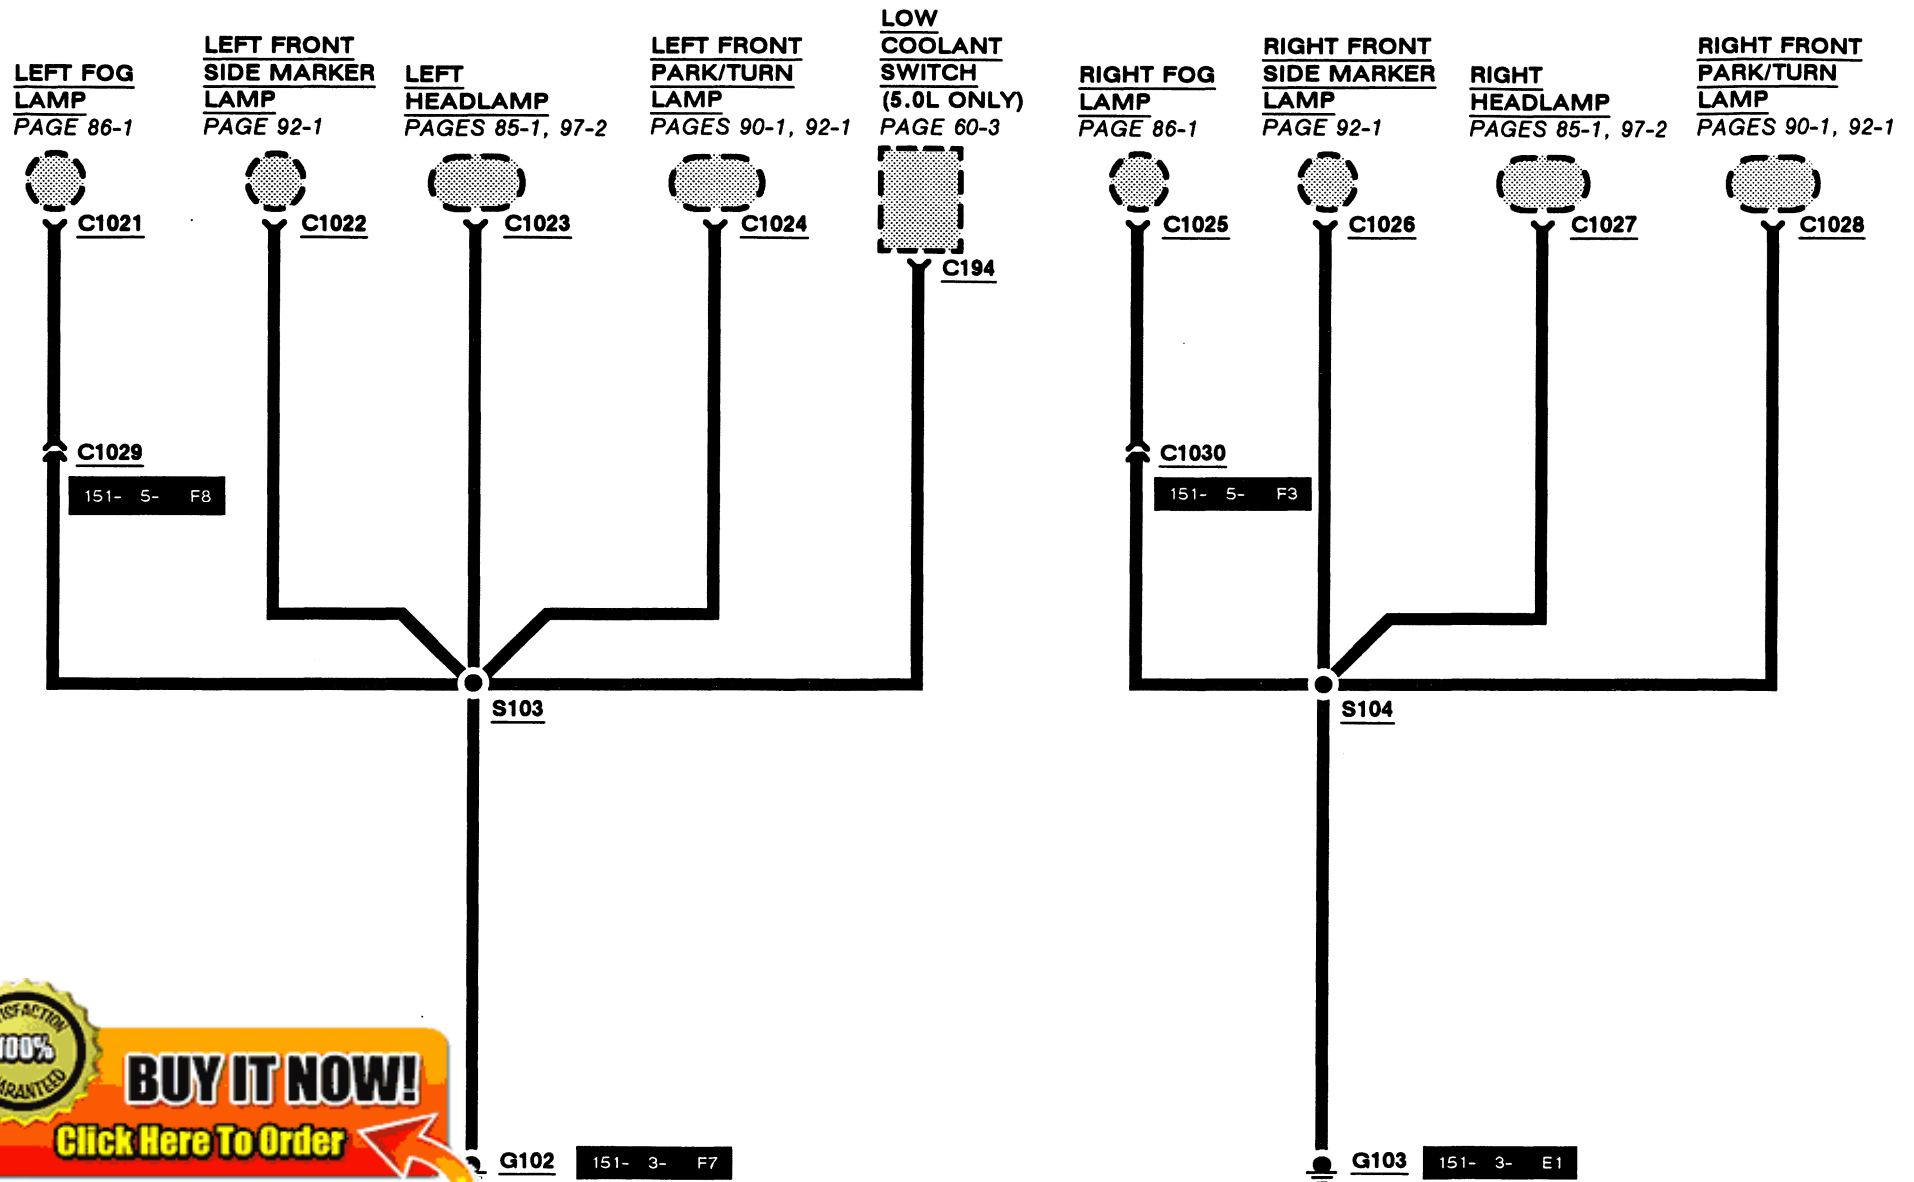 LEFT FOG
LAMP
PAGE 86-1
LEFT FRONT
SIDE MARKER
LAMP
PAGE 92-1
LEFT
HEADLAMP
PAGES 85-1, 97-2
LEFT FRONT
PARK/TURN
LAMP
PAGES 90-1, 92-1
LOW
COOLANT
SWITCH
(5.0L ONLY)
PAGE 60-3
RIGHT FOG
LAMP
PAGE 86-1
RIGHT FRONT
SIDE MARKER
LAMP
PAGE 92-1
RIGHT
HEADLAMP
PAGES 85-1, 97-2
RIGHT FRONT
PARK/TURN
LAMP
PAGES 90-1, 92-1
C1021
C1022
C1023
C1024
C194
C1025
C1026
C1027
C1028
C1029
151- 5- F8
C1030
151- 5- F3
S103
S104
100%
BUY IT NOW!
Click Here To Order
G102
151- 3- F7
G103
151- 3- E1